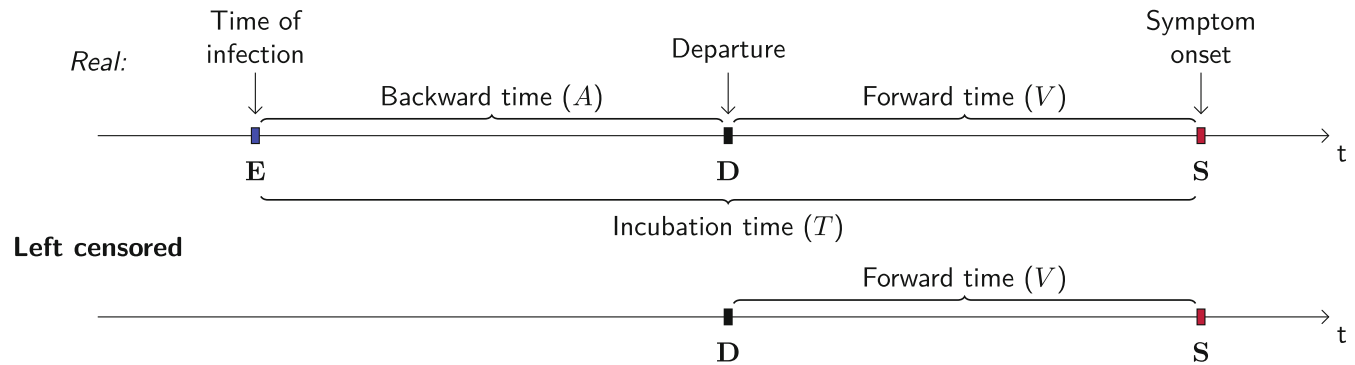 Time of
infection
Real:
Departure
Symptom
onset
Backward time (A)
Forward time (V)
t
E
D
S
Incubation time (T)
Left censored
Forward time (V)
t
D
S